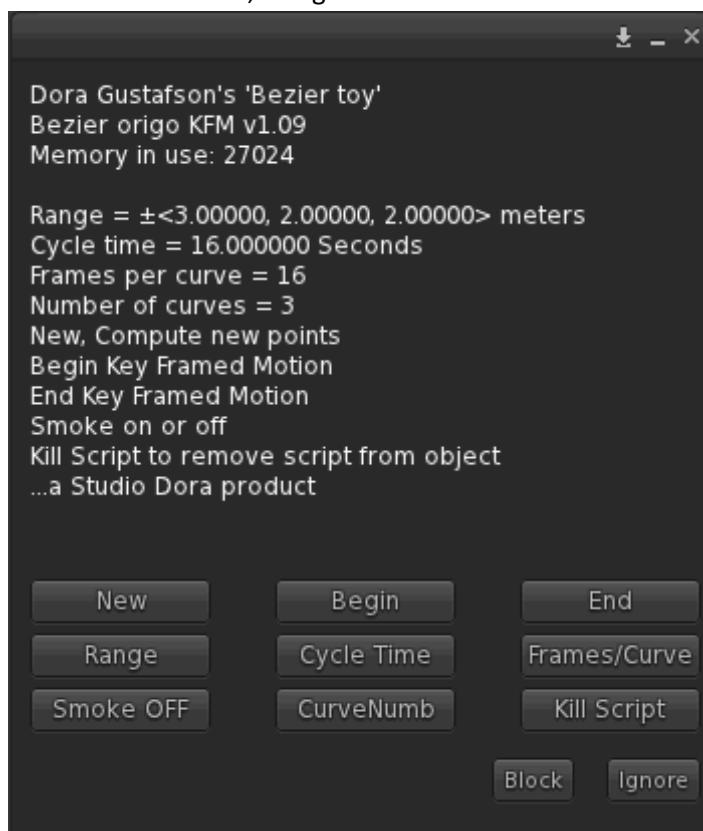 Dora Gustafson's 'Bezier toy'
Bezier origo KFM v1.09
Memory in use: 27024
Range = ±<3.00000, 2.00000, 2.00000> meters
Cycle time = 16.000000 Seconds
Frames per curve = 16
Number of curves = 3
New, Compute new points
Begin Key Framed Motion
End Key Framed Motion
Smoke on or off
Kill Script to remove script from object
...a Studio Dora product
New Begin End
Range Cycle Time Frames/Curve
Smoke OFF CurveNumb Kill Script
Block Ignore